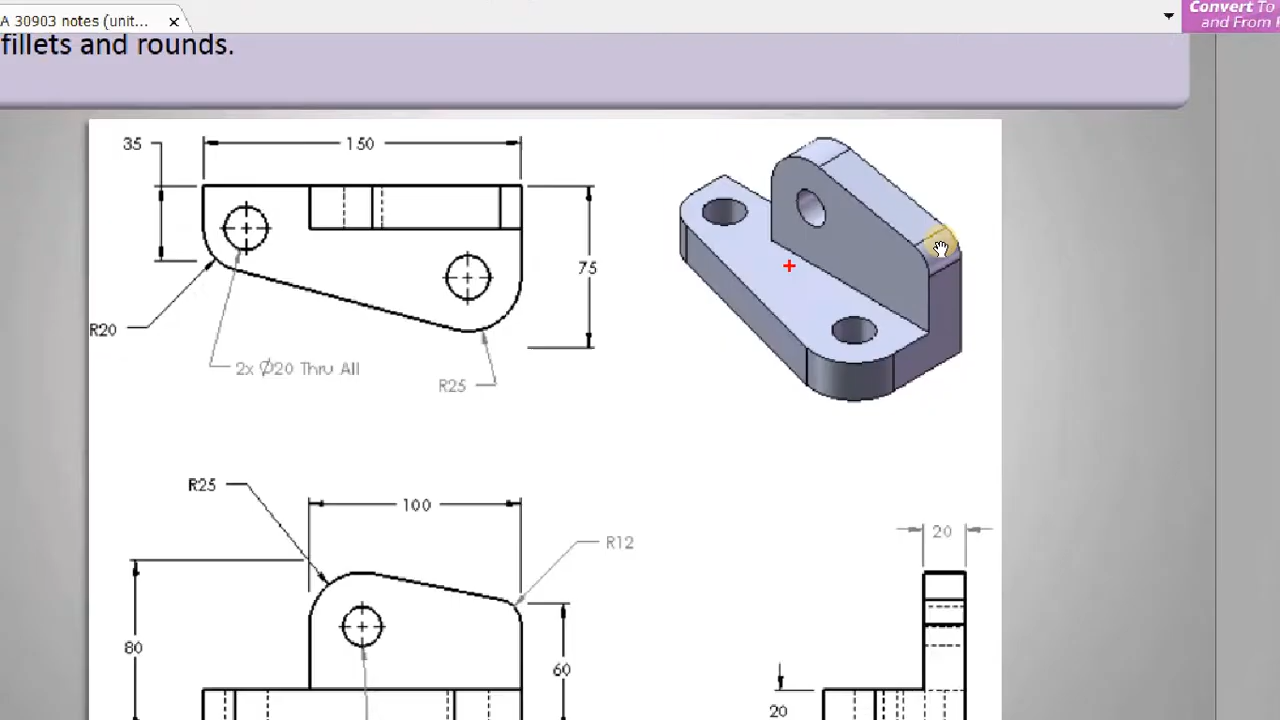 A 30903 notes (unit...
Convert To
and From
fillets and rounds.
35
150
75
R20
2x Ø20 Thru All
R25
R25
100
R12
20
80
60
20